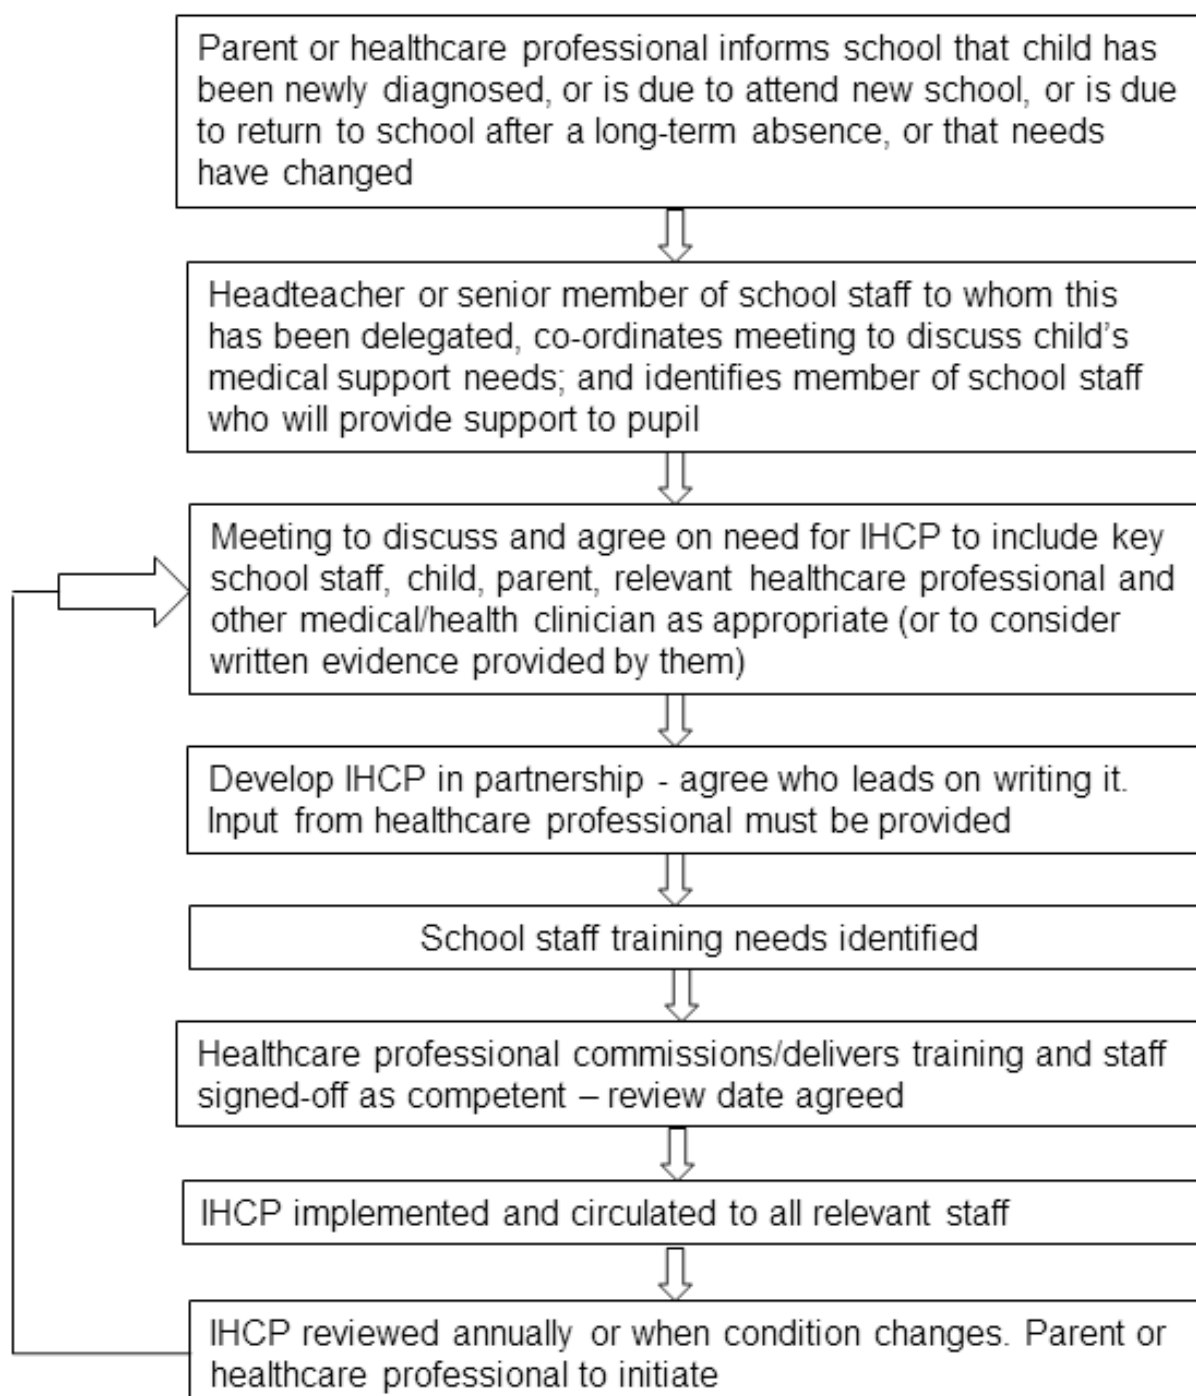 Parent or healthcare professional informs school that child has
been newly diagnosed, or is due to attend new school, or is due
to return to school after a long-term absence, or that needs
have changed
Headteacher or senior member of school staff to whom this
has been delegated, co-ordinates meeting to discuss child's
medical support needs; and identifies member of school staff
who will provide support to pupil
Meeting to discuss and agree on need for IHCP to include key
school staff, child, parent, relevant healthcare professional and
other medical/health clinician as appropriate (or to consider
written evidence provided by them)
Develop IHCP in partnership - agree who leads on writing it.
Input from healthcare professional must be provided
School staff training needs identified
Healthcare professional commissions/delivers training and staff
signed-off as competent – review date agreed
IHCP implemented and circulated to all relevant staff
IHCP reviewed annually or when condition changes. Parent or
healthcare professional to initiate